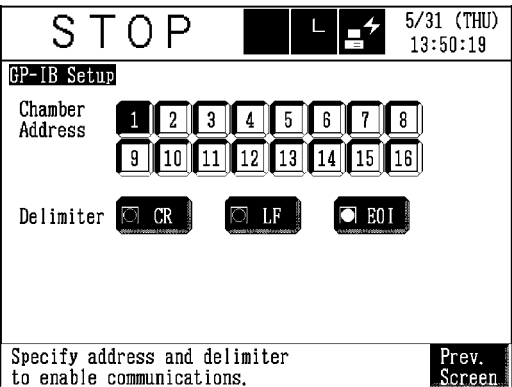 STOP
5/31 (THU)
13:50:19
GP-IB Setup
Chamber
Address
1 2 3 4 5 6 7 8
9 10 11 12 13 14 15 16
Delimiter CR LF EOI
Specify address and delimiter
to enable communications.
Prev.
Screen